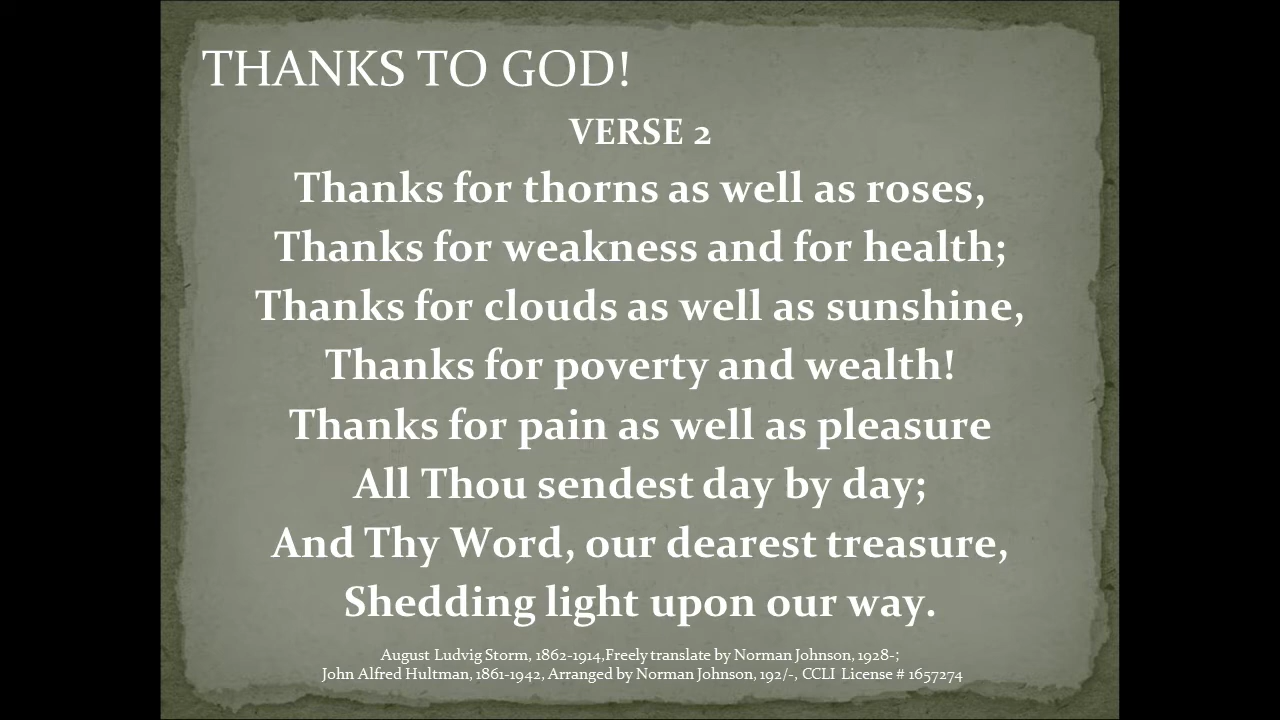 THANKS TO GOD!
VERSE 2
Thanks for thorns as well as roses,
Thanks for weakness and for health;
Thanks for clouds as well as sunshine,
Thanks for poverty and wealth!
Thanks for pain as well as pleasure
All Thou sendest day by day;
And Thy Word, our dearest treasure,
Shedding light upon our way.
August Ludvig Storm, 1862-1914,Freely translate by Norman Johnson, 1928-;
John Alfred Hultman, 1861-1942, Arranged by Norman Johnson, 192/-, CCLI License # 1657274